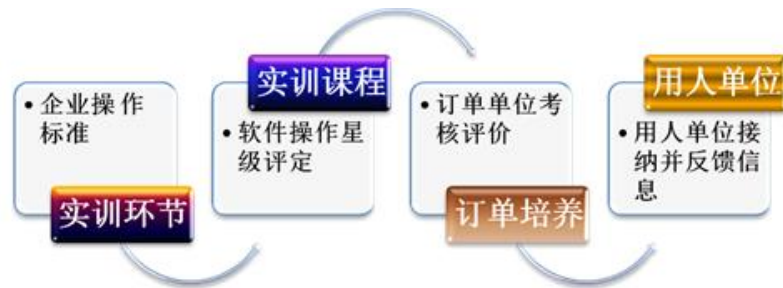 • 企业操作
标准
实训环节
实训课程
• 软件操作星
级评定
• 订单单位考
核评价
订单培养
用人单位
• 用人单位接
纳并反馈信
息